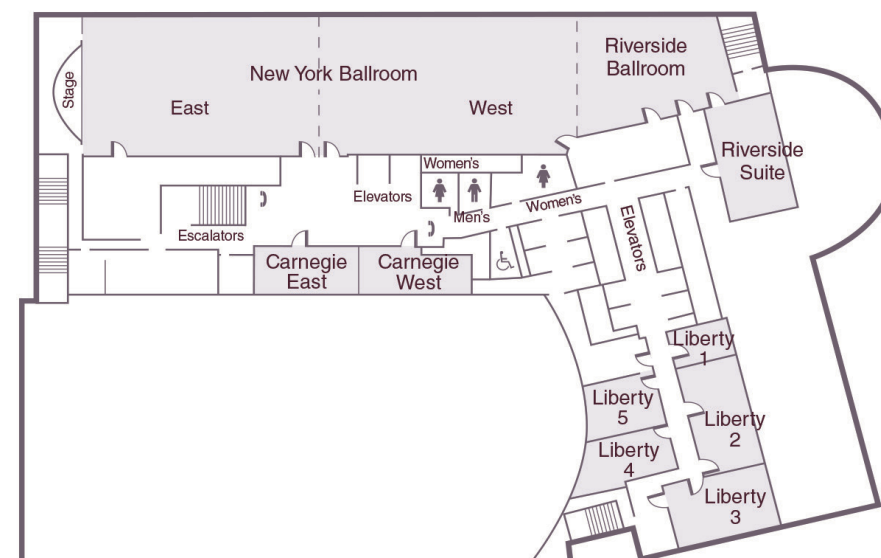 New York Ballroom
East
West
Stage
Riverside
Ballroom
Riverside
Suite
Women's
Elevators
Men's
Women's
Elevators
Escalators
Carnegie
East
Carnegie
West
Liberty
1
Liberty
5
Liberty
2
Liberty
4
Liberty
3